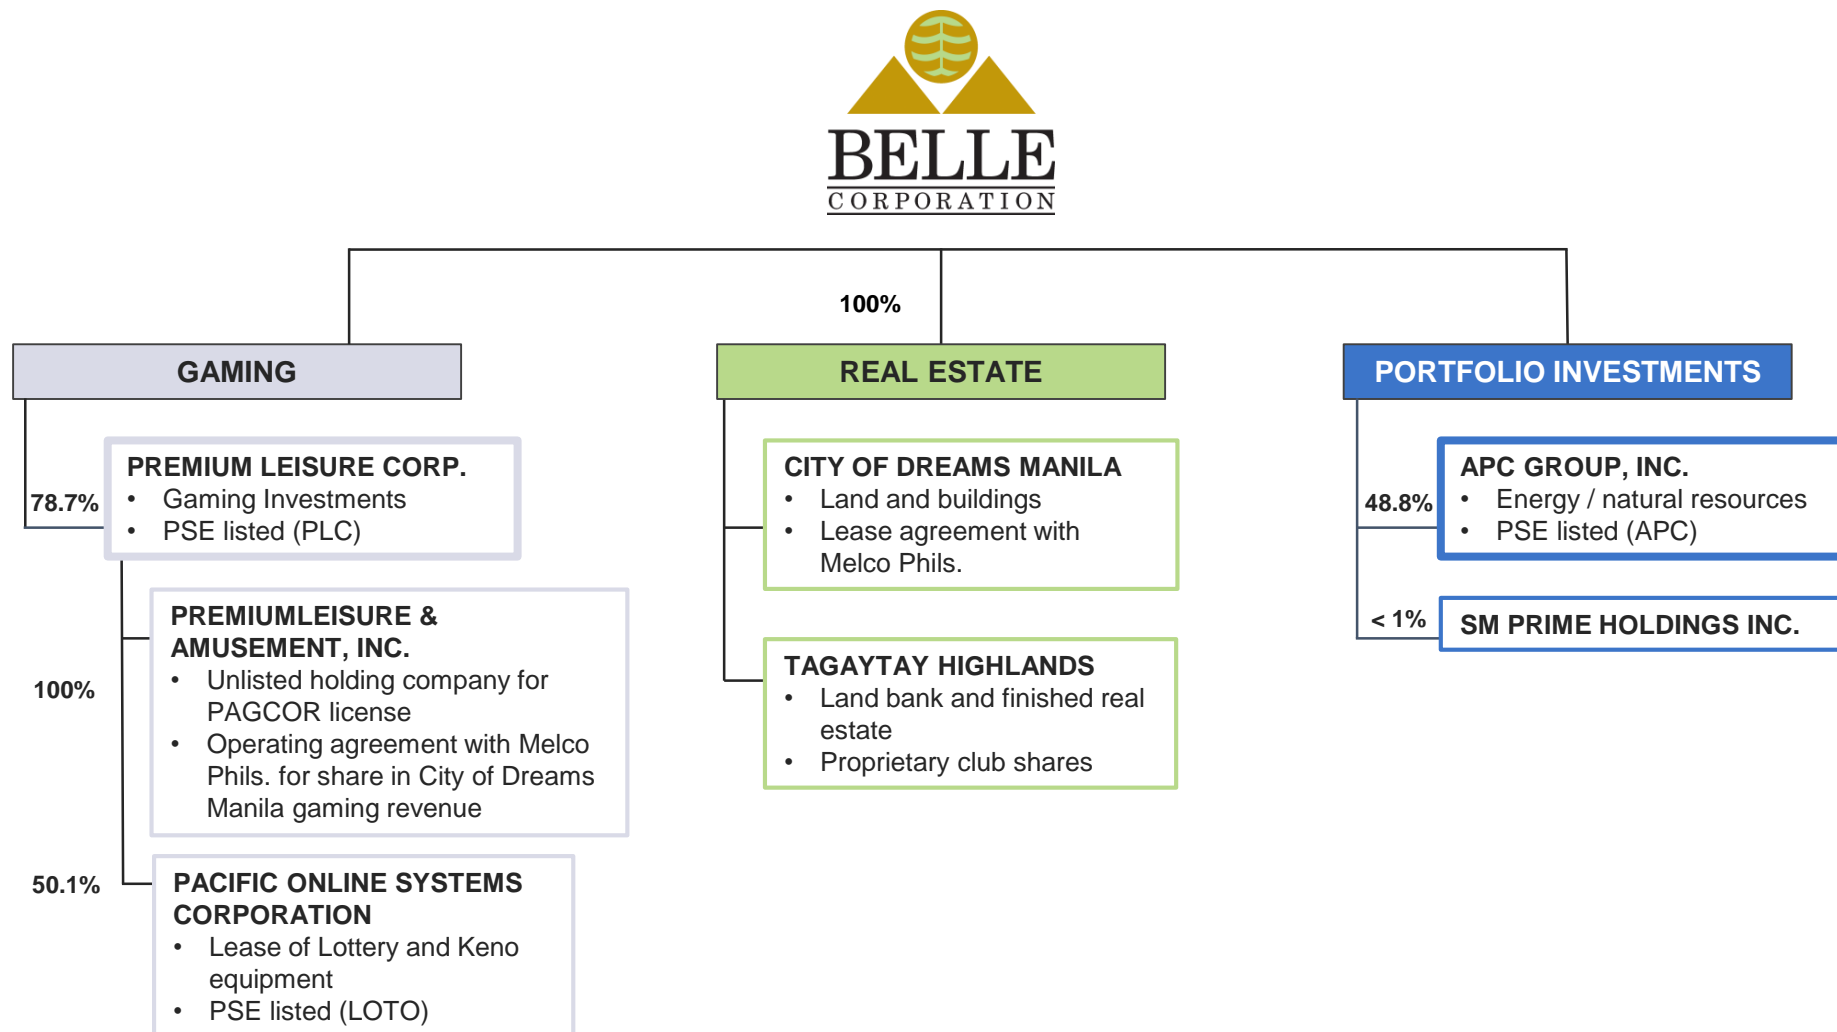 BELLE
CORPORATION
100%
GAMING
78.7%
PREMIUM LEISURE CORP.
• Gaming Investments
• PSE listed (PLC)
100%
PREMIUMLEISURE &
AMUSEMENT, INC.
• Unlisted holding company for
PAGCOR license
• Operating agreement with Melco
Phils. for share in City of Dreams
Manila gaming revenue
50.1%
PACIFIC ONLINE SYSTEMS
CORPORATION
• Lease of Lottery and Keno
equipment
• PSE listed (LOTO)
REAL ESTATE
CITY OF DREAMS MANILA
• Land and buildings
• Lease agreement with
Melco Phils.
TAGAYTAY HIGHLANDS
• Land bank and finished real
estate
• Proprietary club shares
PORTFOLIO INVESTMENTS
48.8%
APC GROUP, INC.
• Energy / natural resources
• PSE listed (APC)
< 1%
SM PRIME HOLDINGS INC.